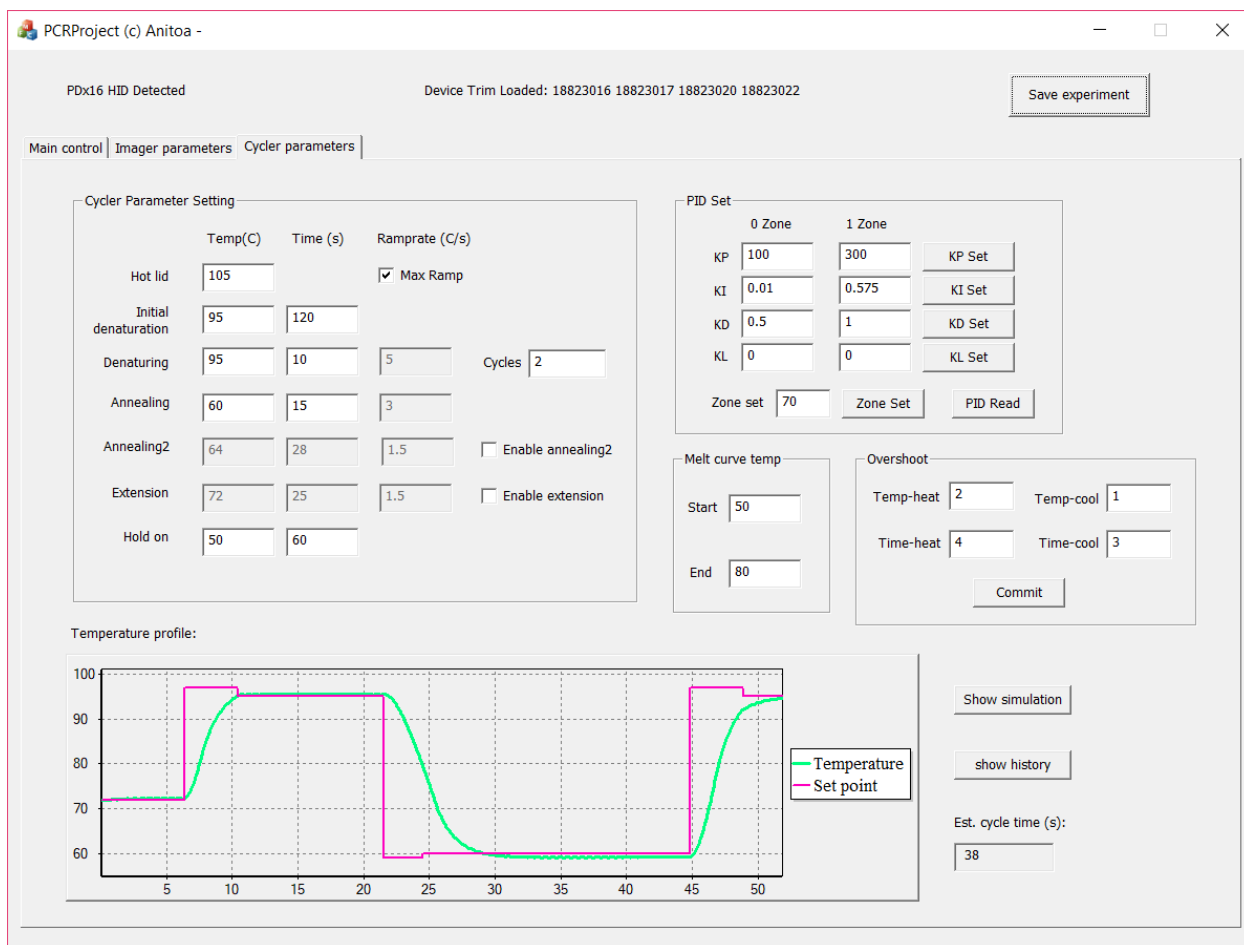 PCRProject (c) Anitoa -
PDx16 HID Detected
Device Trim Loaded: 18823016 18823017 18823020 18823022
Save experiment
Main control
Imager parameters
Cycler parameters
Cycler Parameter Setting
Temp(C) Time (s) Ramprate (C/s)
Hot lid 105 Max Ramp
Initial
denaturation 95 120
Denaturing 95 10 5 Cycles 2
Annealing 60 15 3
Annealing2 64 28 1.5 Enable annealing2
Extension 72 25 1.5 Enable extension
Hold on 50 60
PID Set
0 Zone 1 Zone
KP 100 300 KP Set
KI 0.01 0.575 KI Set
KD 0.5 1 KD Set
KL 0 0 KL Set
Zone set 70 Zone Set PID Read
Melt curve temp
Start 50
End 80
Overshoot
Temp-heat 2 Temp-cool 1
Time-heat 4 Time-cool 3
Commit
Temperature profile:
100
90
80
70
60
5 10 15 20 25 30 35 40 45 50
Temperature
Set point
Show simulation
show history
Est. cycle time (s):
38